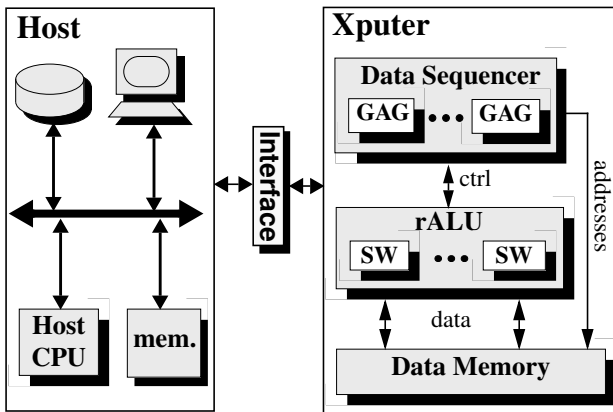 Host
Host
CPU
mem.
Interface
Xputer
Data Sequencer
GAG ••• GAG
ctrl
addresses
rALU
SW ••• SW
data
Data Memory